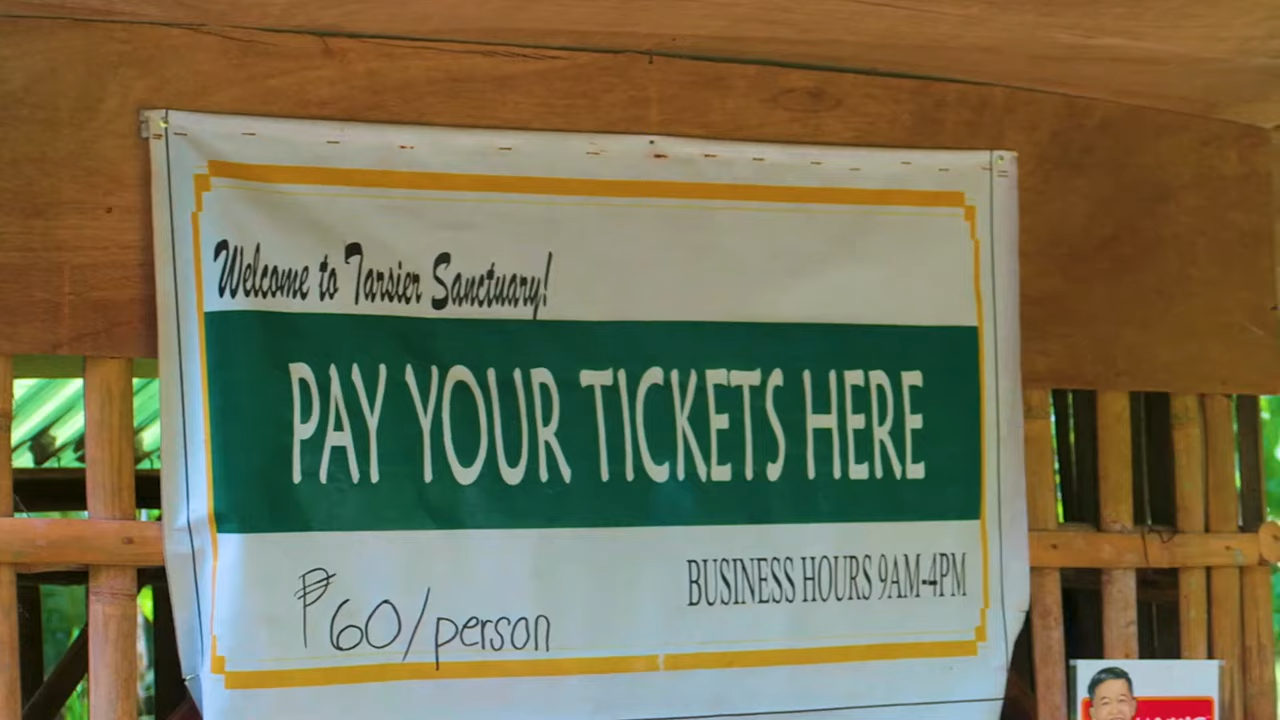 Welcome to Tarsier Sanctuary!
PAY YOUR TICKETS HERE
BUSINESS HOURS 9AM-4PM
₱60/person